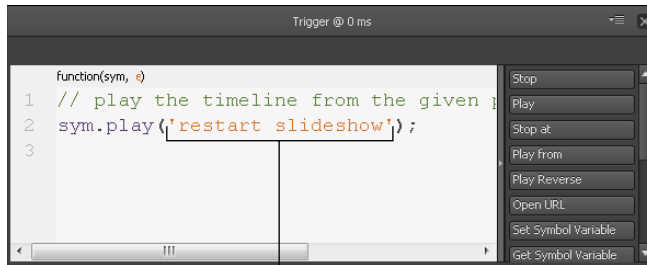 Trigger @ 0 ms
function(sym, e)
1 // play the timeline from the given
2 sym.play('restart slideshow');
3
Stop
Play
Stop at
Play from
Play Reverse
Open URL
Set Symbol Variable
Get Symbol Variable